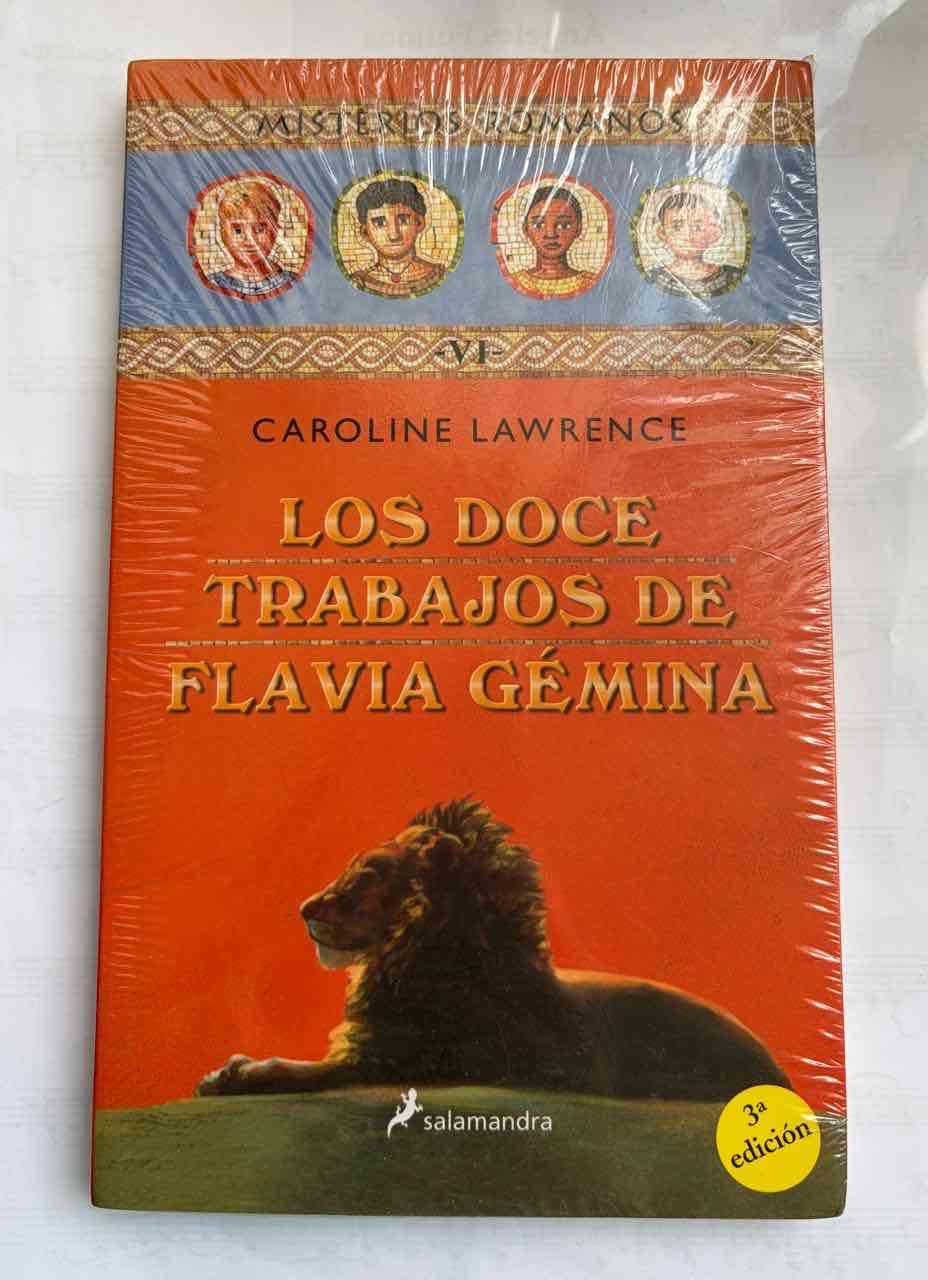 MISTERIOS ROMANOS
-VI-
CAROLINE LAWRENCE
LOS DOCE
TRABAJOS DE
FLAVIA GÉMINA
salamandra
3ª
edición